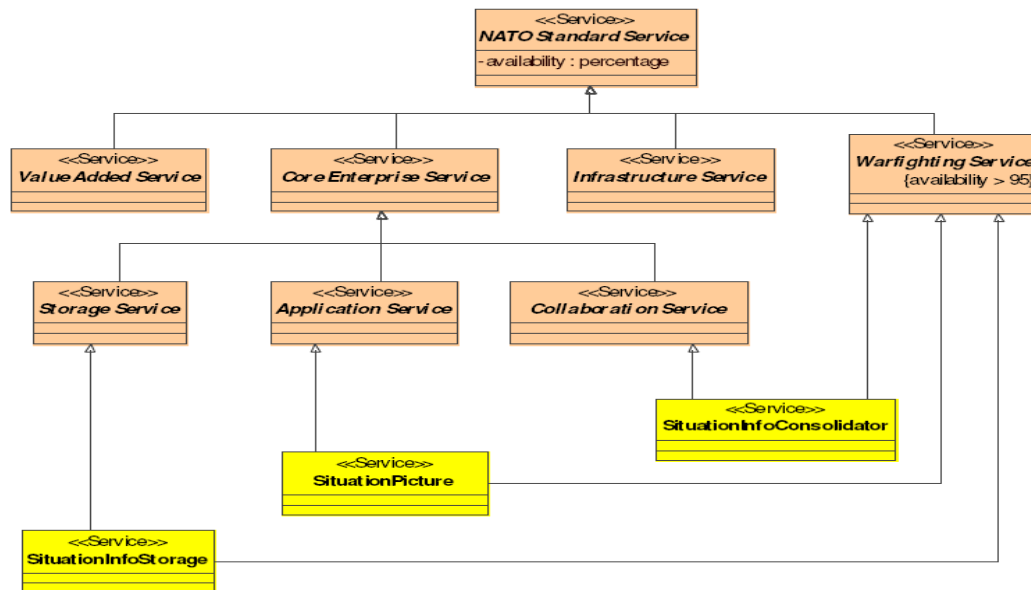 <<Service>>
NATO Standard Service
- availability : percentage
<<Service>>
Value Added Service
<<Service>>
Core Enterprise Service
<<Service>>
Infrastructure Service
<<Service>>
Warfighting Service
{availability > 95}
<<Service>>
Storage Service
<<Service>>
Application Service
<<Service>>
Collaboration Service
<<Service>>
SituationInfoConsolidator
<<Service>>
SituationPicture
<<Service>>
SituationInfoStorage